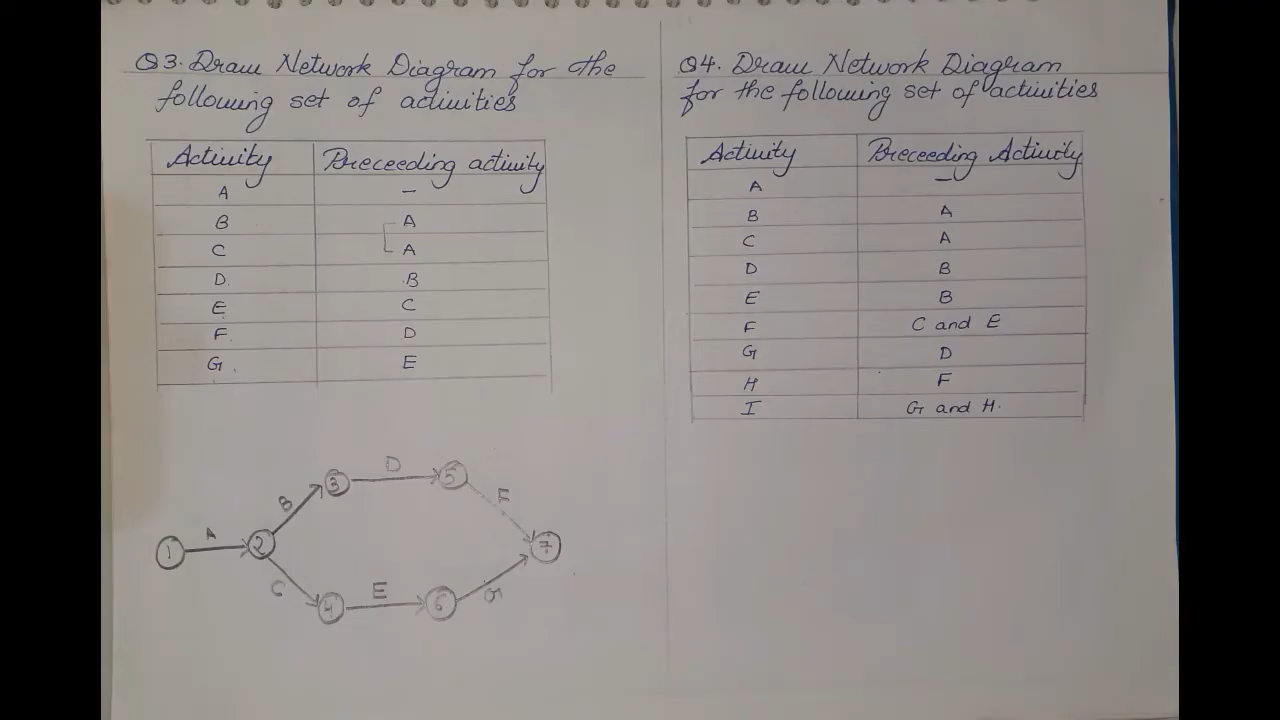 Q3. Draw Network Diagram for the
following set of activities
Activity Preceeding activity
A –
B A
C A
D. B
E C
F D
G E
1 A 2 B 3 D 5 F 7
C 4 E 6 G
Q4. Draw Network Diagram
for the following set of activities
Activity Preceeding Activity
A –
B A
C A
D B
E B
F C and E
G D
H F
I G and H.